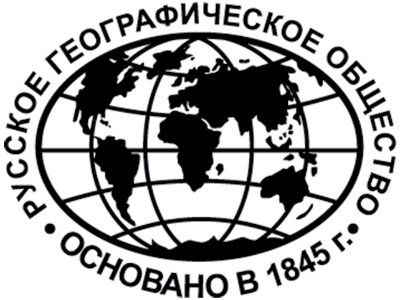 РУССКОЕ ГЕОГРАФИЧЕСКОЕ ОБЩЕСТВО
• ОСНОВАНО В 1845 г. •